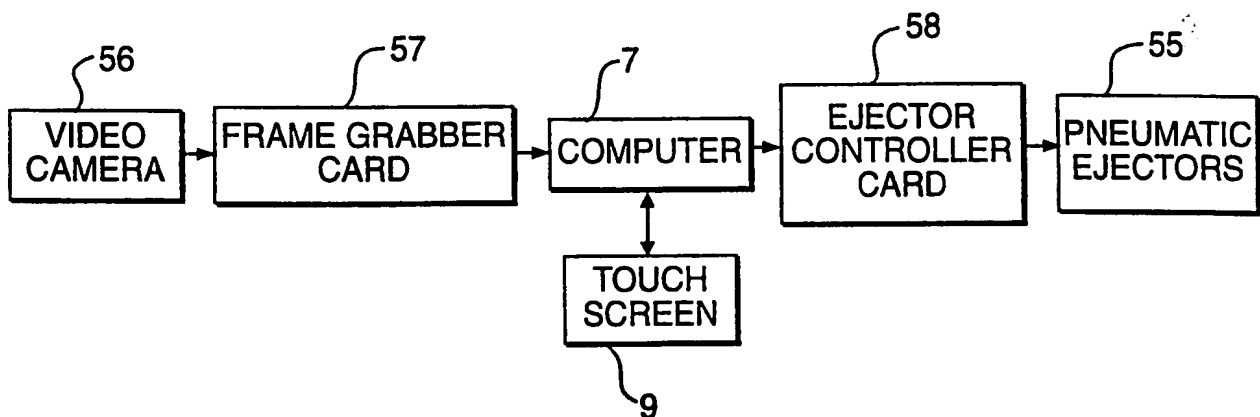 56
57
7
58
55
VIDEO
CAMERA
FRAME GRABBER
CARD
COMPUTER
EJECTOR
CONTROLLER
CARD
PNEUMATIC
EJECTORS
TOUCH
SCREEN
9